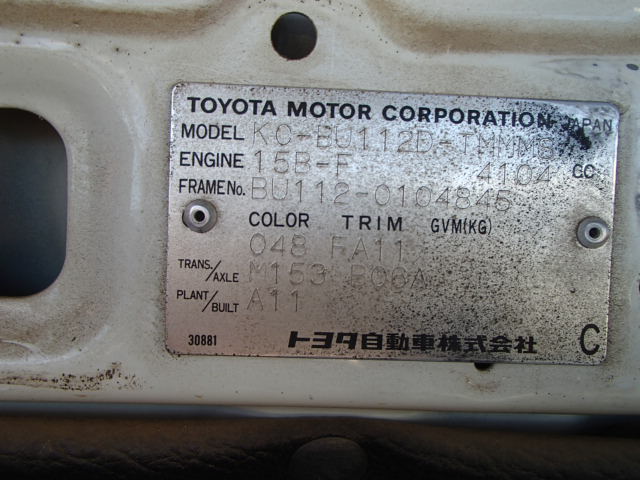 TOYOTA MOTOR CORPORATION JAPAN
MODEL KC-BU112D-TMMMS
ENGINE 15B-F 4104 CC
FRAME No. BU112-0104845
COLOR TRIM GVM(KG)
048 FA11
TRANS./AXLE M153
PLANT/BUILT A11
30881 トヨタ自動車株式会社 C